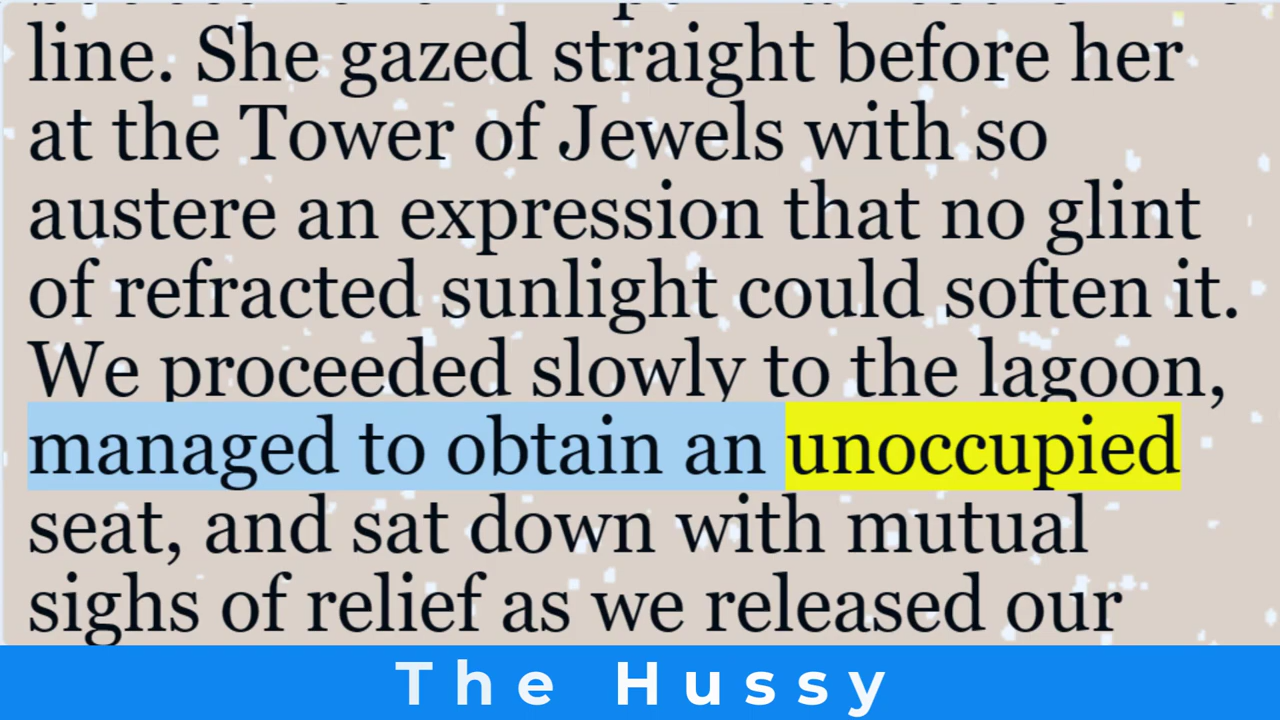 line. She gazed straight before her
at the Tower of Jewels with so
austere an expression that no glint
of refracted sunlight could soften it.
We proceeded slowly to the lagoon,
managed to obtain an unoccupied
seat, and sat down with mutual
sighs of relief as we released our
The Hussy